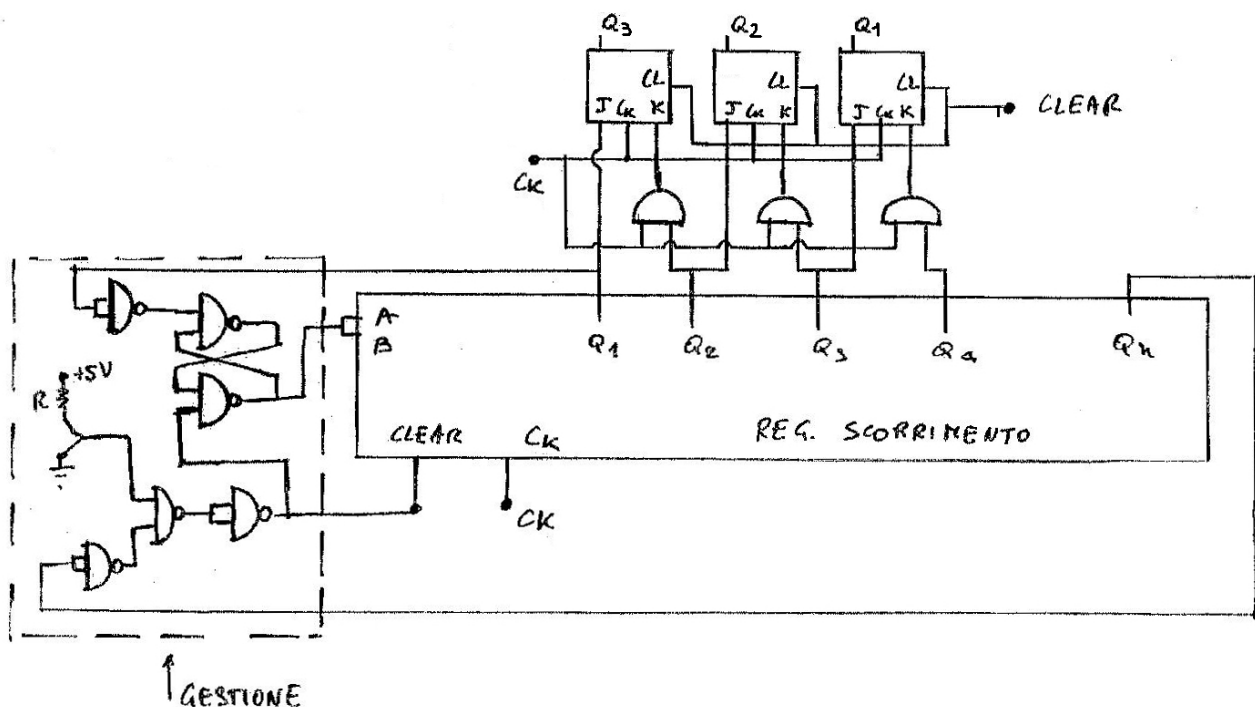 Q3 Q2 Q1
CL CL CL
J CK K J CK K J CK K
CLEAR
CK
A
B
Q1 Q2 Q3 Q4 Qn
+5V
R
CLEAR CK
REG. SCORRIMENTO
CK
GESTIONE